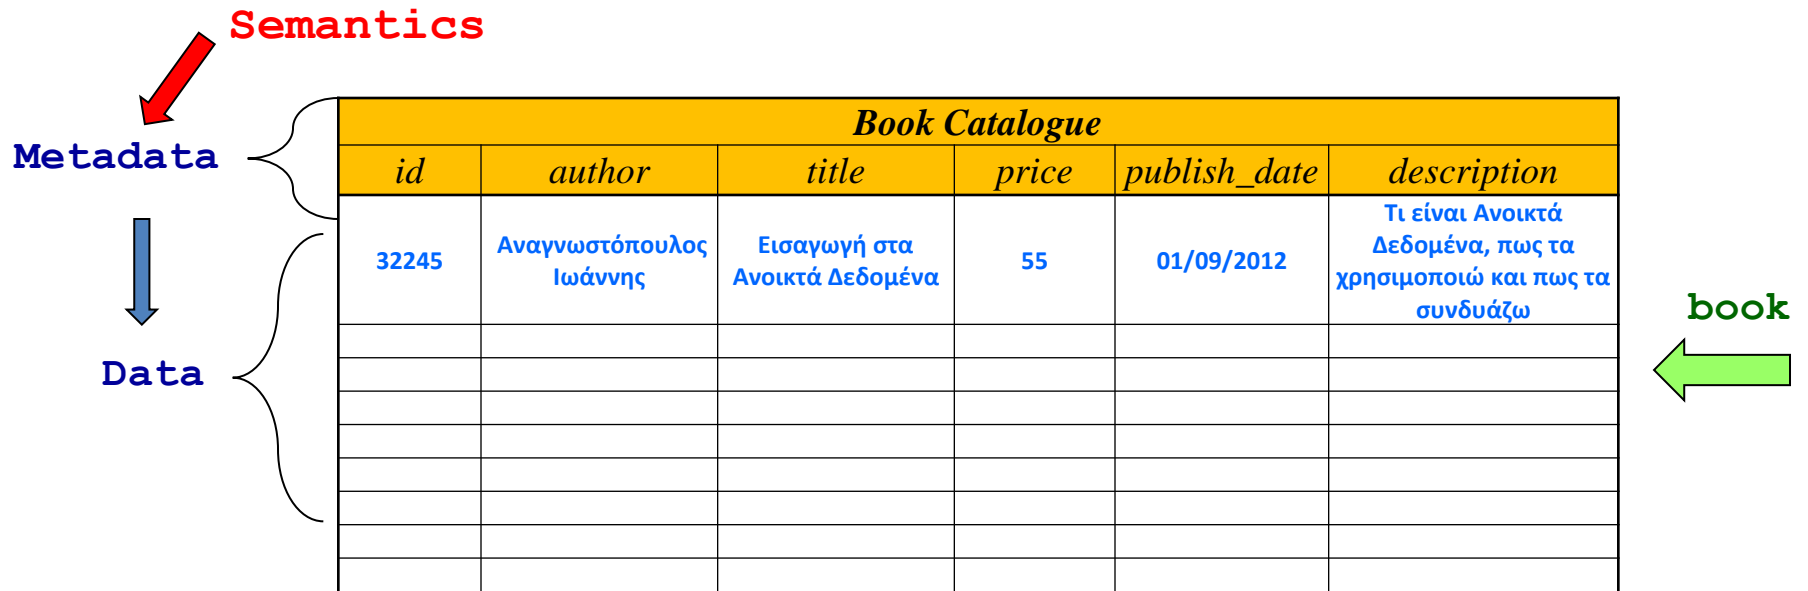 Semantics
Book Catalogue
Metadata
id author title price publish_date description
32245
Αναγνωστόπουλος
Ιωάννης
Εισαγωγή στα
Ανοικτά Δεδομένα
55
01/09/2012
Τι είναι Ανοικτά
Δεδομένα, πως τα
χρησιμοποιώ και πως τα
συνδυάζω
book
Data